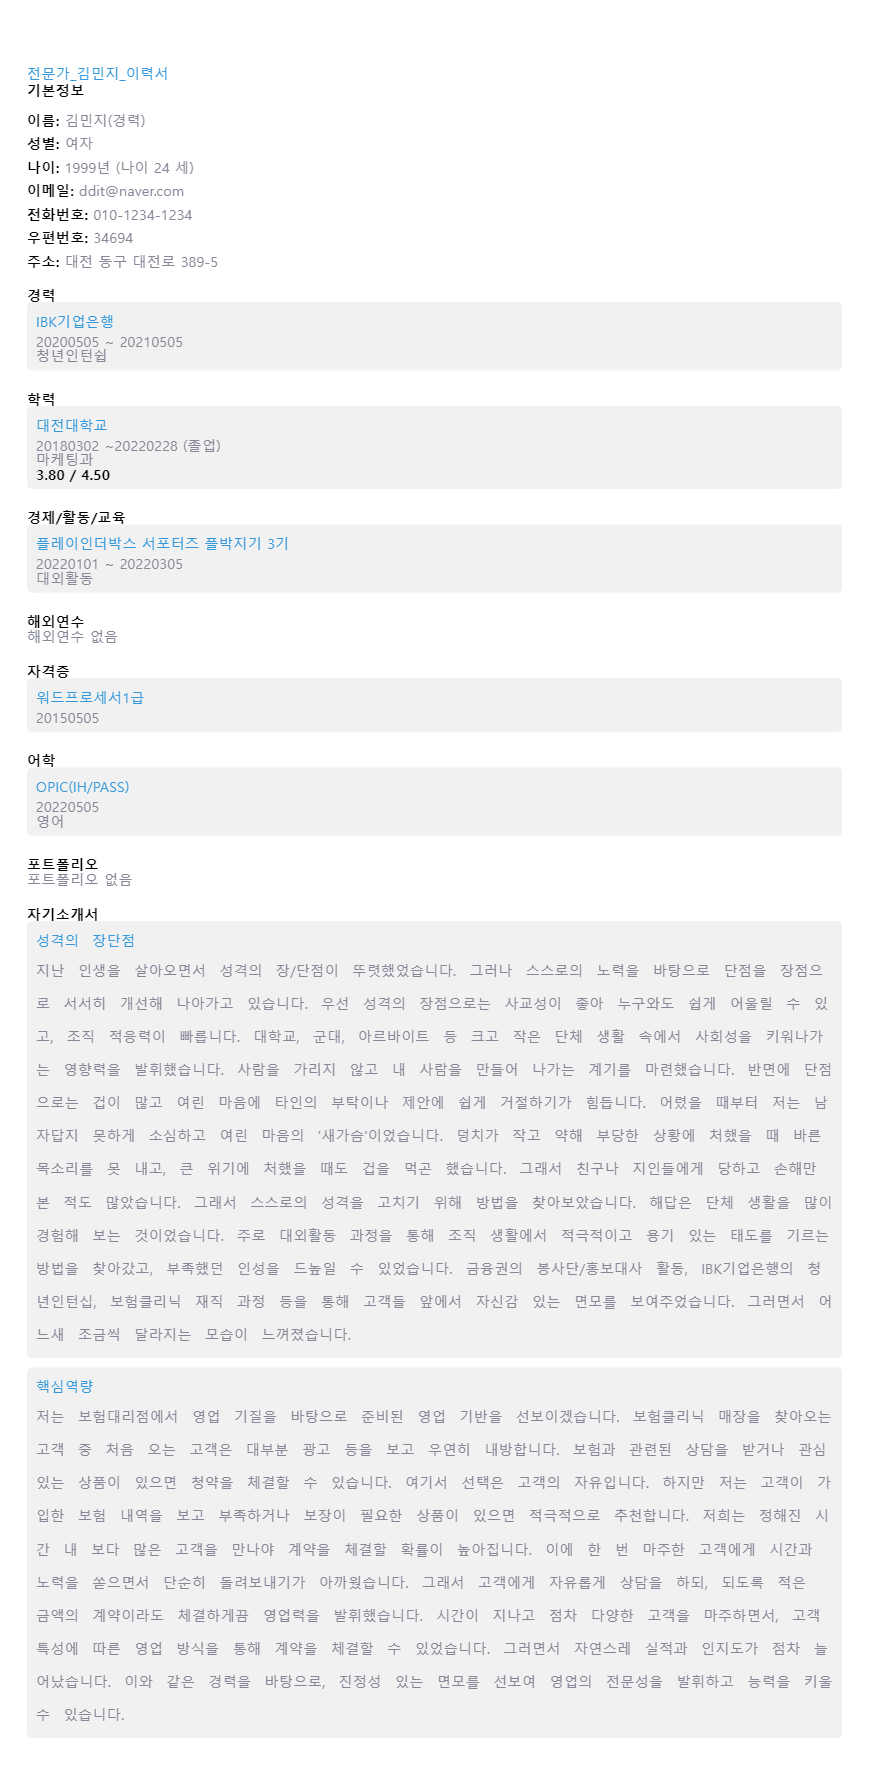 전문가_김민지_이력서
기본정보
이름: 김민지(경력)
성별: 여자
나이: 1999년 (나이 24 세)
이메일: ddit@naver.com
전화번호: 010-1234-1234
우편번호: 34694
주소: 대전 동구 대전로 389-5
경력
IBK기업은행
20200505 ~ 20210505
청년인턴쉽
학력
대전대학교
20180302 ~20220228 (졸업)
마케팅과
3.80 / 4.50
경제/활동/교육
플레이인더박스 서포터즈 플박지기 3기
20220101 ~ 20220305
대외활동
해외연수
해외연수 없음
자격증
워드프로세서1급
20150505
어학
OPIC(IH/PASS)
20220505
영어
포트폴리오
포트폴리오 없음
자기소개서
성격의 장단점
지난 인생을 살아오면서 성격의 장/단점이 뚜렷했었습니다. 그러나 스스로의 노력을 바탕으로 단점을 장점으
로 서서히 개선해 나아가고 있습니다. 우선 성격의 장점으로는 사교성이 좋아 누구와도 쉽게 어울릴 수 있
고, 조직 적응력이 빠릅니다. 대학교, 군대, 아르바이트 등 크고 작은 단체 생활 속에서 사회성을 키워나가
는 영향력을 발휘했습니다. 사람을 가리지 않고 내 사람을 만들어 나가는 계기를 마련했습니다. 반면에 단점
으로는 겁이 많고 여린 마음에 타인의 부탁이나 제안에 쉽게 거절하기가 힘듭니다. 어렸을 때부터 저는 남
자답지 못하게 소심하고 여린 마음의 '새가슴'이었습니다. 덩치가 작고 약해 부당한 상황에 처했을 때 바른
목소리를 못 내고, 큰 위기에 처했을 때도 겁을 먹곤 했습니다. 그래서 친구나 지인들에게 당하고 손해만
본 적도 많았습니다. 그래서 스스로의 성격을 고치기 위해 방법을 찾아보았습니다. 해답은 단체 생활을 많이
경험해 보는 것이었습니다. 주로 대외활동 과정을 통해 조직 생활에서 적극적이고 용기 있는 태도를 기르는
방법을 찾아갔고, 부족했던 인성을 드높일 수 있었습니다. 금융권의 봉사단/홍보대사 활동, IBK기업은행의 청
년인턴십, 보험클리닉 재직 과정 등을 통해 고객들 앞에서 자신감 있는 면모를 보여주었습니다. 그러면서 어
느새 조금씩 달라지는 모습이 느껴졌습니다.
핵심역량
저는 보험대리점에서 영업 기질을 바탕으로 준비된 영업 기반을 선보이겠습니다. 보험클리닉 매장을 찾아오는
고객 중 처음 오는 고객은 대부분 광고 등을 보고 우연히 내방합니다. 보험과 관련된 상담을 받거나 관심
있는 상품이 있으면 청약을 체결할 수 있습니다. 여기서 선택은 고객의 자유입니다. 하지만 저는 고객이 가
입한 보험 내역을 보고 부족하거나 보장이 필요한 상품이 있으면 적극적으로 추천합니다. 저희는 정해진 시
간 내 보다 많은 고객을 만나야 계약을 체결할 확률이 높아집니다. 이에 한 번 마주한 고객에게 시간과
노력을 쏟으면서 단순히 돌려보내기가 아까웠습니다. 그래서 고객에게 자유롭게 상담을 하되, 되도록 적은
금액의 계약이라도 체결하게끔 영업력을 발휘했습니다. 시간이 지나고 점차 다양한 고객을 마주하면서, 고객
특성에 따른 영업 방식을 통해 계약을 체결할 수 있었습니다. 그러면서 자연스레 실적과 인지도가 점차 늘
어났습니다. 이와 같은 경력을 바탕으로, 진정성 있는 면모를 선보여 영업의 전문성을 발휘하고 능력을 키울
수 있습니다.